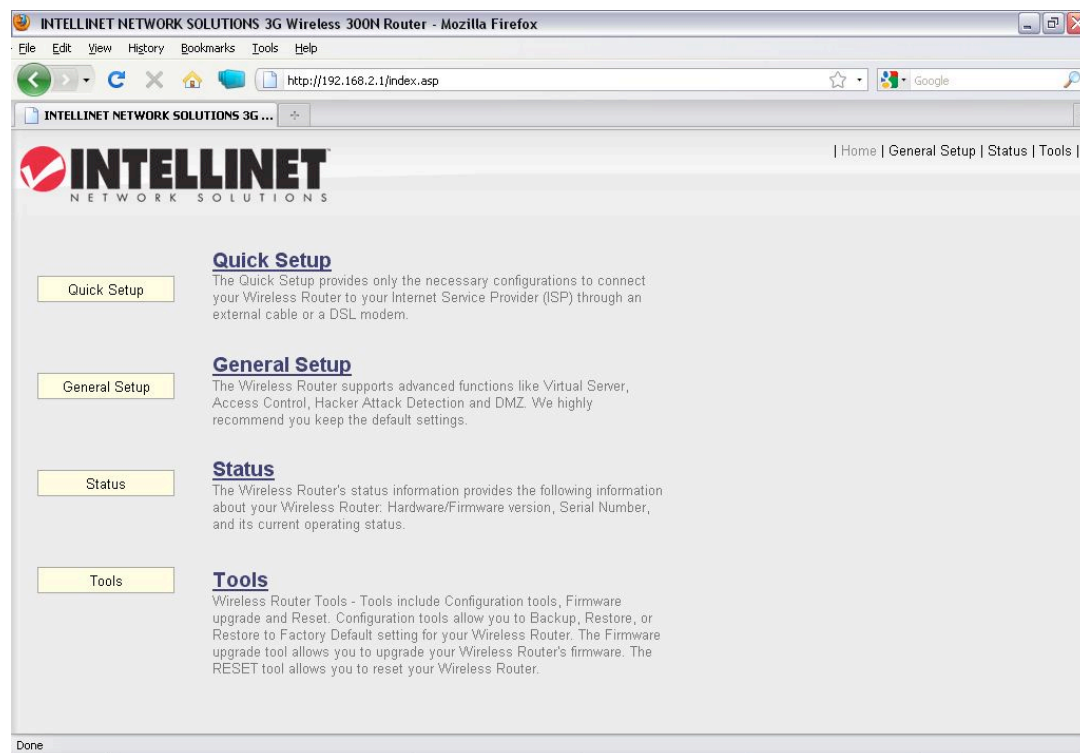 INTELLINET NETWORK SOLUTIONS 3G Wireless 300N Router - Mozilla Firefox
File Edit View History Bookmarks Tools Help
http://192.168.2.1/index.asp
Google
INTELLINET NETWORK SOLUTIONS 3G ...
INTELLINET
NETWORK SOLUTIONS
| Home | General Setup | Status | Tools |
Quick Setup
Quick Setup
The Quick Setup provides only the necessary configurations to connect
your Wireless Router to your Internet Service Provider (ISP) through an
external cable or a DSL modem.
General Setup
General Setup
The Wireless Router supports advanced functions like Virtual Server,
Access Control, Hacker Attack Detection and DMZ. We highly
recommend you keep the default settings.
Status
Status
The Wireless Router's status information provides the following information
about your Wireless Router: Hardware/Firmware version, Serial Number,
and its current operating status.
Tools
Tools
Wireless Router Tools - Tools include Configuration tools, Firmware
upgrade and Reset. Configuration tools allow you to Backup, Restore, or
Restore to Factory Default setting for your Wireless Router. The Firmware
upgrade tool allows you to upgrade your Wireless Router's firmware. The
RESET tool allows you to reset your Wireless Router.
Done